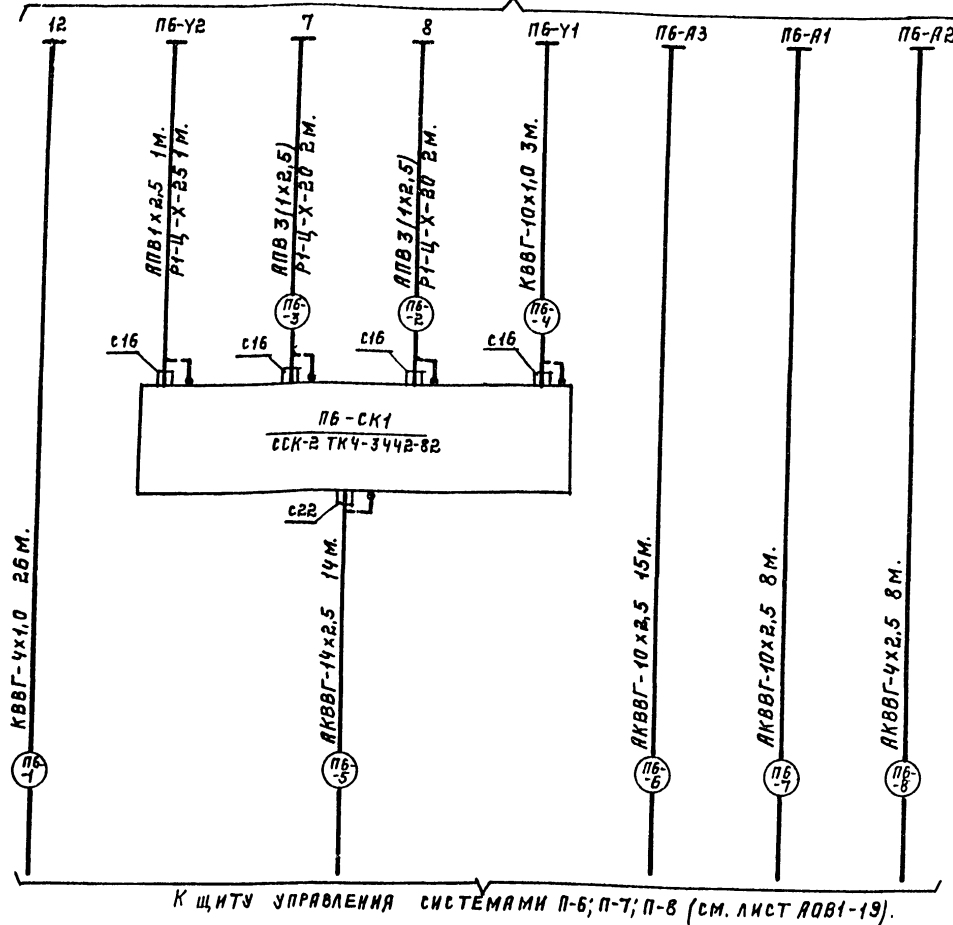 12
П6-У2
7
8
П6-У1
П6-А3
П6-А1
П6-А2
АПВ1х2,5 1м.
Р1-Ц-Х-25 1м.
АПВ 3(1х2,5)
Р1-Ц-Х-20 2м.
АПВ 3(1х2,5)
Р1-Ц-Х-20 2м.
КВВГ-10х1,0 3м.
П6-
-3
П6-
-2
П6-
-4
с16
с16
с16
с16
П6-СК1
ССК-2 ТК4-3442-82
с22
КВВГ-4х1,0 26м.
АКВВГ-14х2,5 14м.
АКВВГ-10х2,5 15м.
АКВВГ-10х2,5 8м.
АКВВГ-4х2,5 8м.
П6-
-1
П6-
-5
П6-
-6
П6
-7
П6-
-8
К ЩИТУ УПРАВЛЕНИЯ СИСТЕМАМИ П-6; П-7; П-8 (СМ. ЛИСТ АОВ1-19).